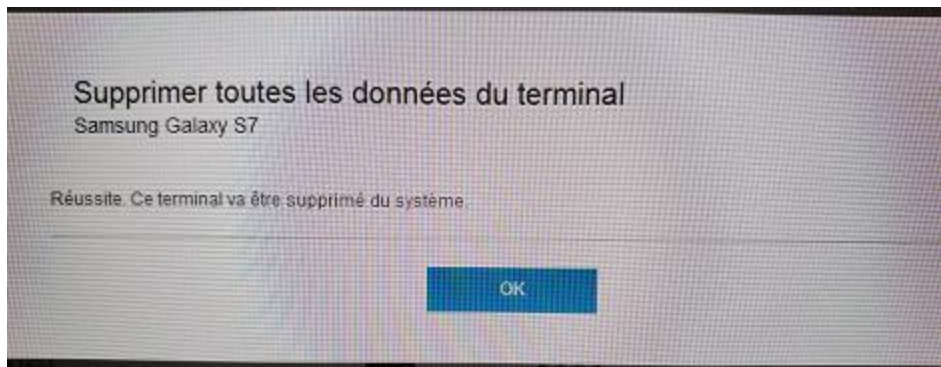 Supprimer toutes les données du terminal
Samsung Galaxy S7
Réussite. Ce terminal va être supprimé du système.
OK